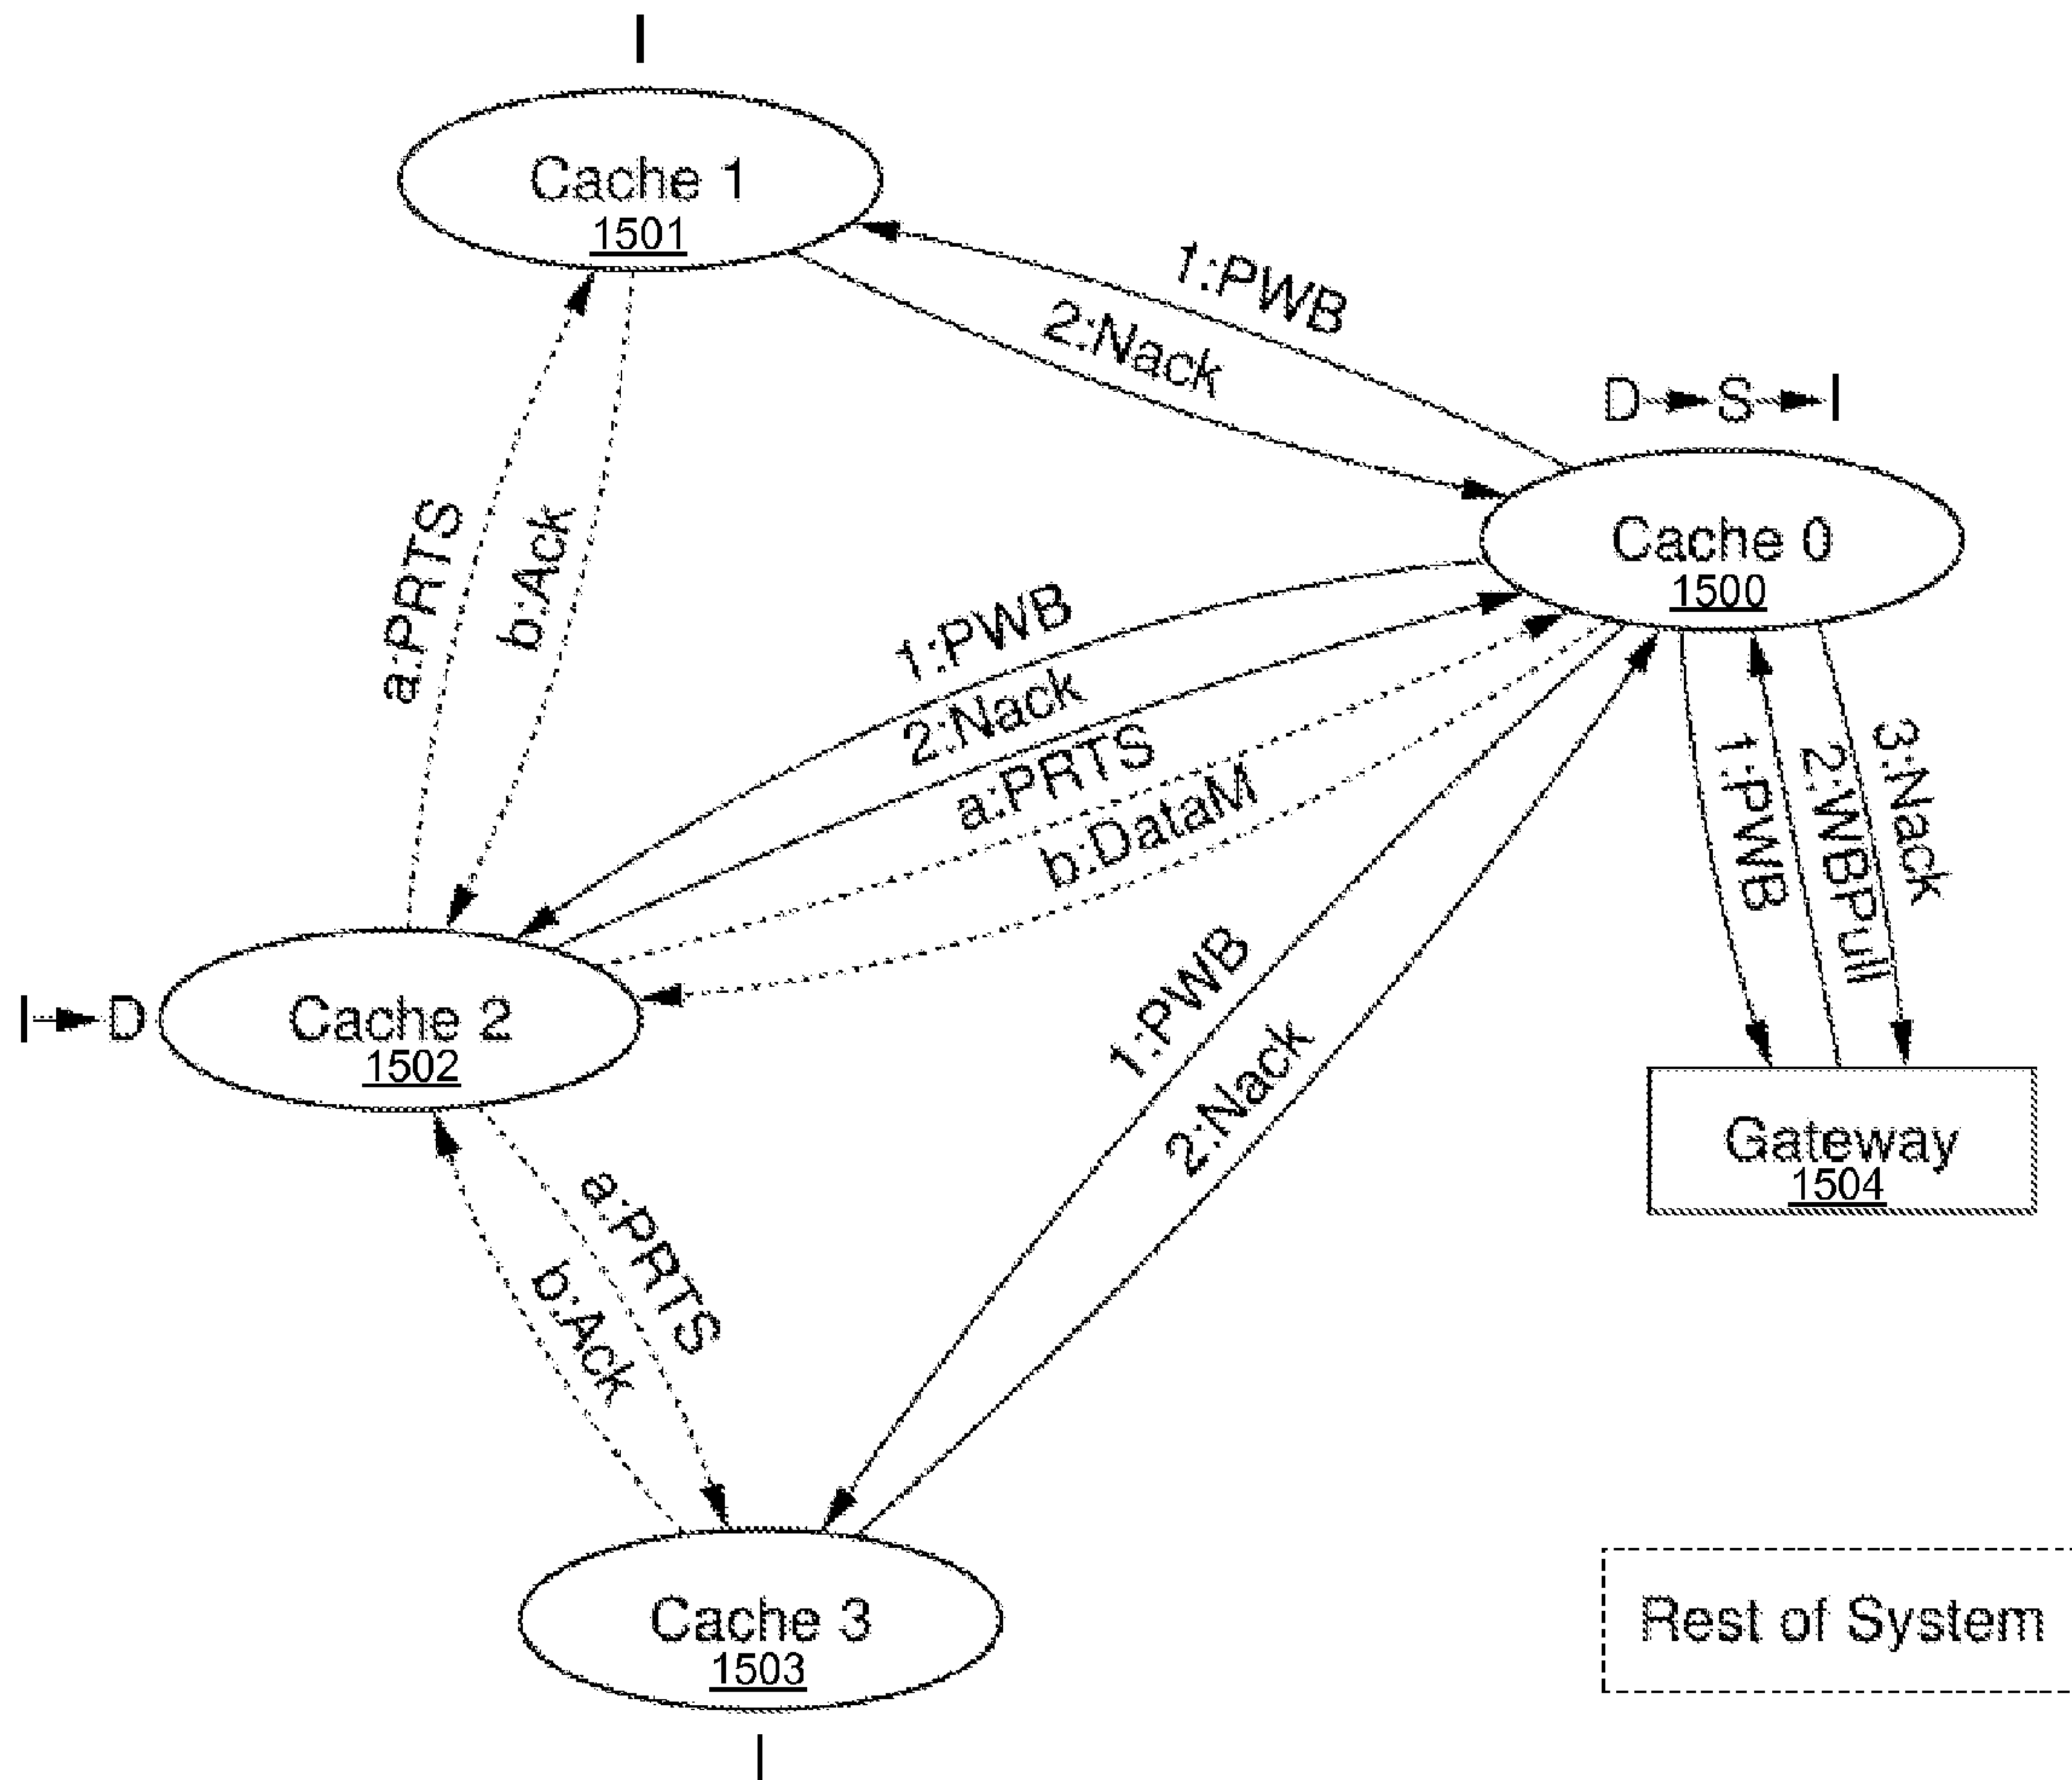 I
Cache 1
1501
1:PWB
2:Nack
D→S→I
Cache 0
1500
a:PRTS
b:Ack
1:PWB
2:Nack
a:PRTS
b:DataM
1:PWB
2:WBPull
3:Nack
I→D
Cache 2
1502
1:PWB
2:Nack
Gateway
1504
a:PRTS
b:Ack
Cache 3
1503
I
Rest of System